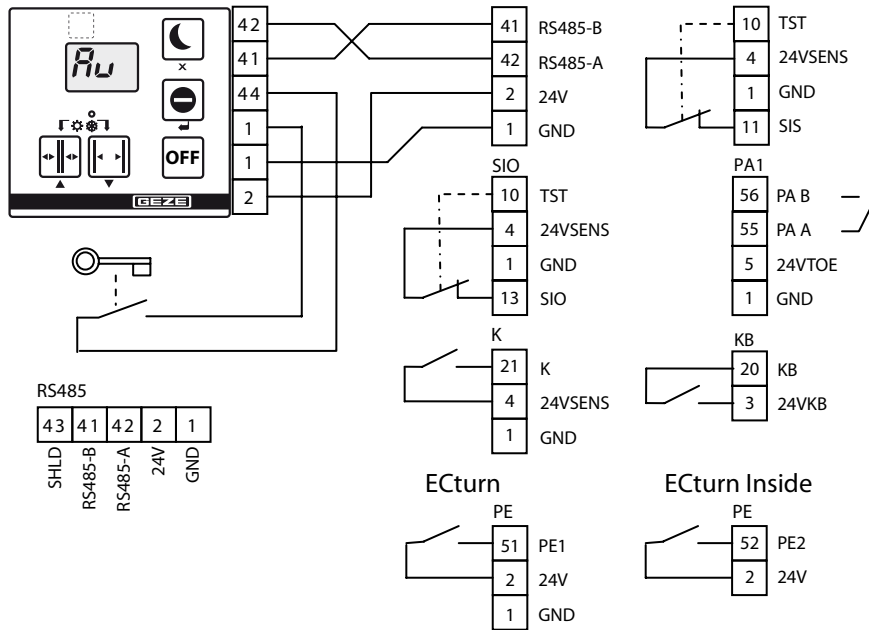 Au
×
OFF
GEZE
42
41
44
1
1
2
41 RS485-B
42 RS485-A
2 24V
1 GND
10 TST
4 24VSENS
1 GND
11 SIS
SIO
10 TST
4 24VSENS
1 GND
13 SIO
PA1
56 PA B
55 PA A
5 24VTOE
1 GND
K
21 K
4 24VSENS
1 GND
KB
20 KB
3 24VKB
RS485
43 41 42 2 1
SHLD
RS485-B
RS485-A
24V
GND
ECturn
PE
51 PE1
2 24V
1 GND
ECturn Inside
PE
52 PE2
2 24V